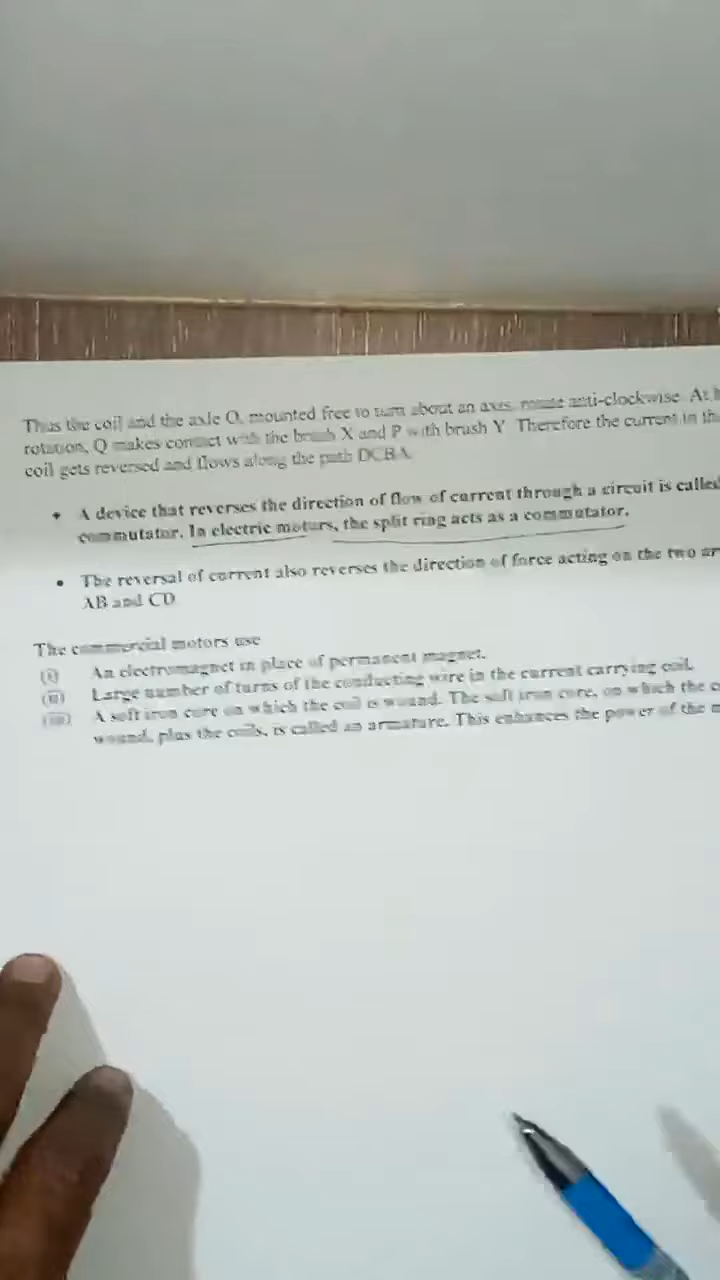 Thus the coil and the axle O, mounted free to turn about an axis, rotate anti-clockwise. At
rotation, Q makes contact with the brush X and P with brush Y. Therefore the current in
coil gets reversed and flows along the path DCBA.
• A device that reverses the direction of flow of current through a circuit is called
commutator. In electric motors, the split ring acts as a commutator.
• The reversal of current also reverses the direction of force acting on the two
AB and CD.
The commercial motors use
(i) An electromagnet in place of permanent magnet.
(ii) Large number of turns of the conducting wire in the current carrying coil.
(iii) A soft iron core on which the coil is wound. The soft iron core, on which the
wound, plus the coils, is called an armature. This enhances the power of the